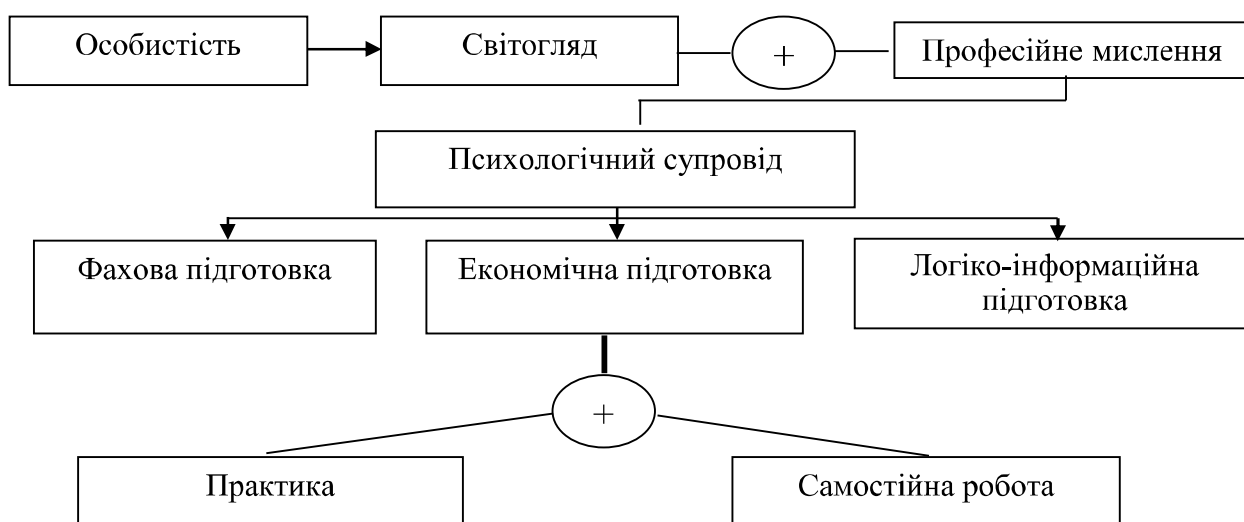 Особистість
Світогляд
+
Професійне мислення
Психологічний супровід
Фахова підготовка
Економічна підготовка
Логіко-інформаційна
підготовка
+
Практика
Самостійна робота